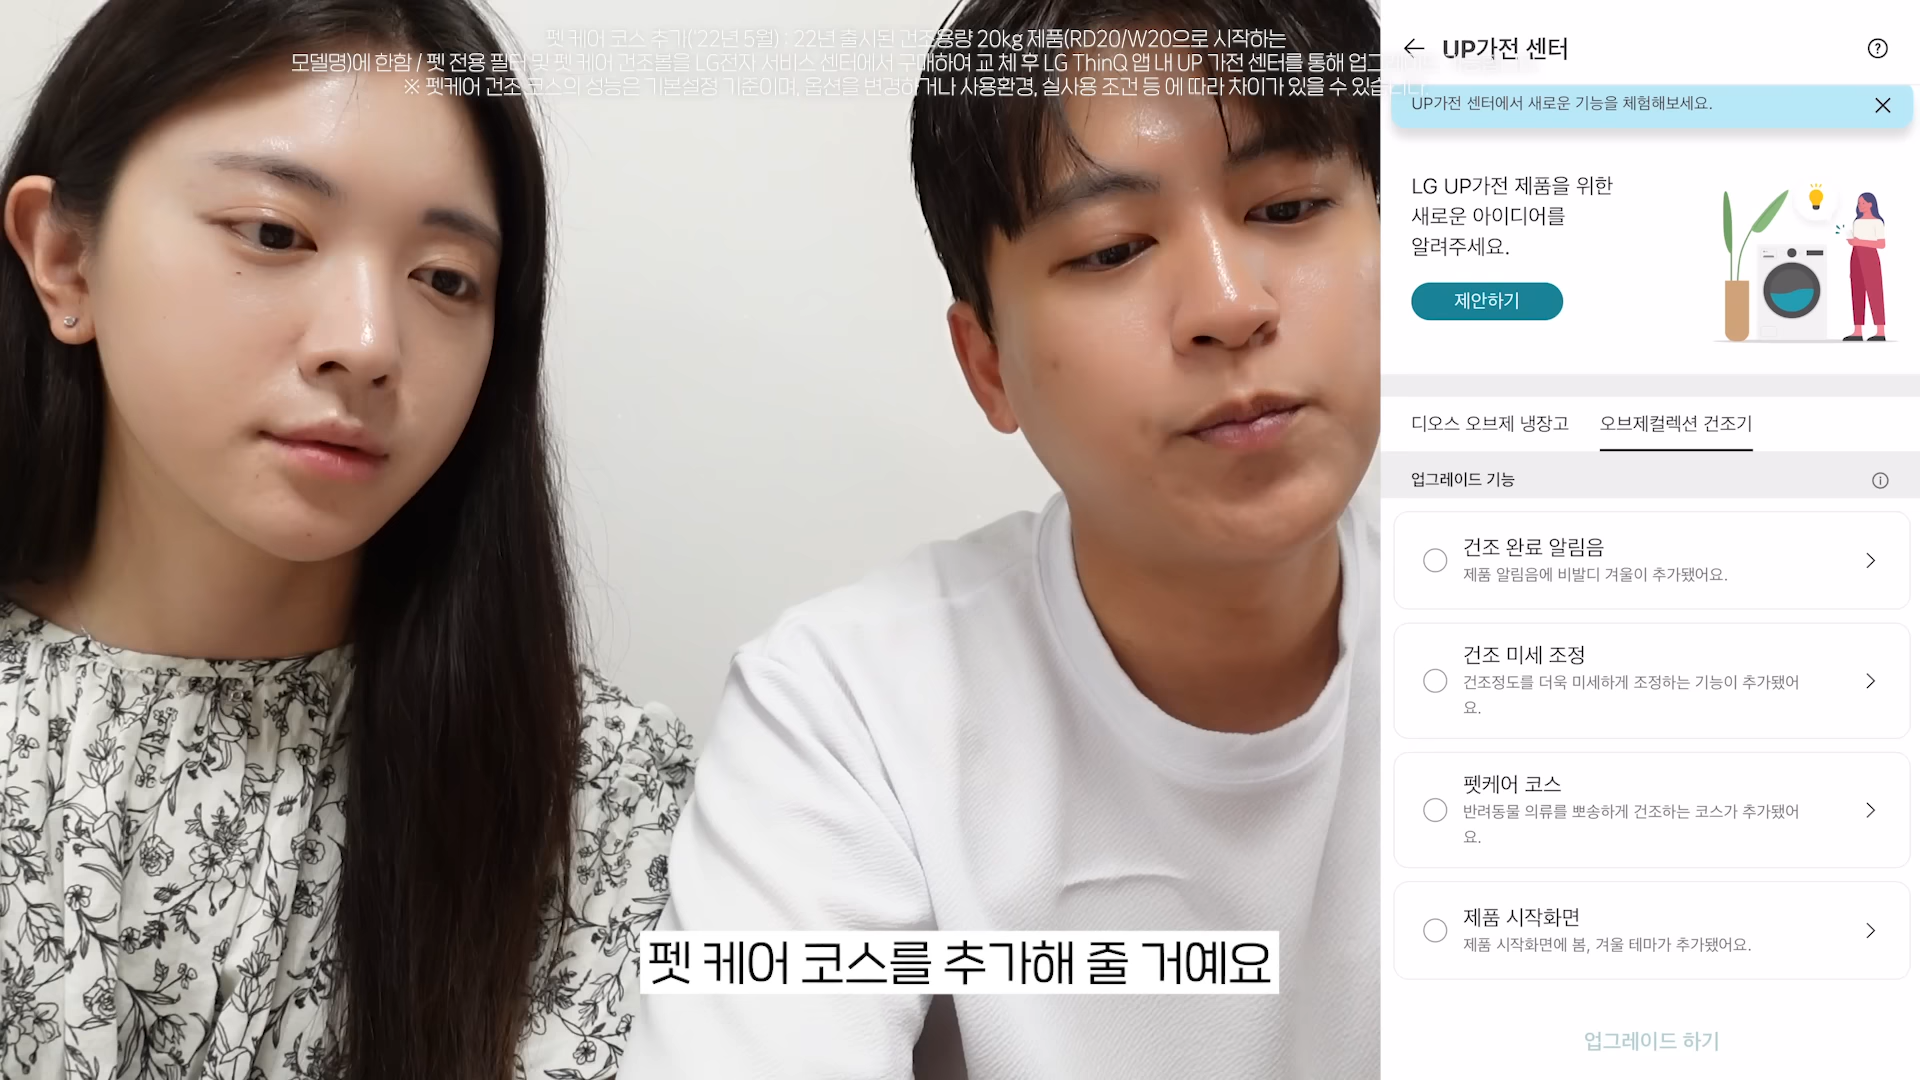 펫 케어 코스 추가('22년 5월) : 22년 출시된 건조용량 20kg 제품(RD20/W20으로 시작하는
모델명)에 한함 / 펫 전용 필터 및 펫 케어 건조볼을 LG전자 서비스 센터에서 구매하여 교 체 후 LG ThinQ 앱 내 UP 가전 센터를 통해
※ 펫케어 건조 코스의 성능은 기본설정 기준이며, 옵션을 변경하거나 사용환경, 실사용 조건 등 에 따라 차이가 있을 수 있습니다.
UP가전 센터
UP가전 센터에서 새로운 기능을 체험해보세요.
LG UP가전 제품을 위한
새로운 아이디어를
알려주세요.
제안하기
디오스 오브제 냉장고 오브제컬렉션 건조기
업그레이드 기능
건조 완료 알림음
제품 알림음에 비발디 겨울이 추가됐어요.
건조 미세 조정
건조정도를 더욱 미세하게 조정하는 기능이 추가됐어
요.
펫케어 코스
반려동물 의류를 뽀송하게 건조하는 코스가 추가됐어
요.
제품 시작화면
제품 시작화면에 봄, 겨울 테마가 추가됐어요.
업그레이드 하기
펫 케어 코스를 추가해 줄 거예요